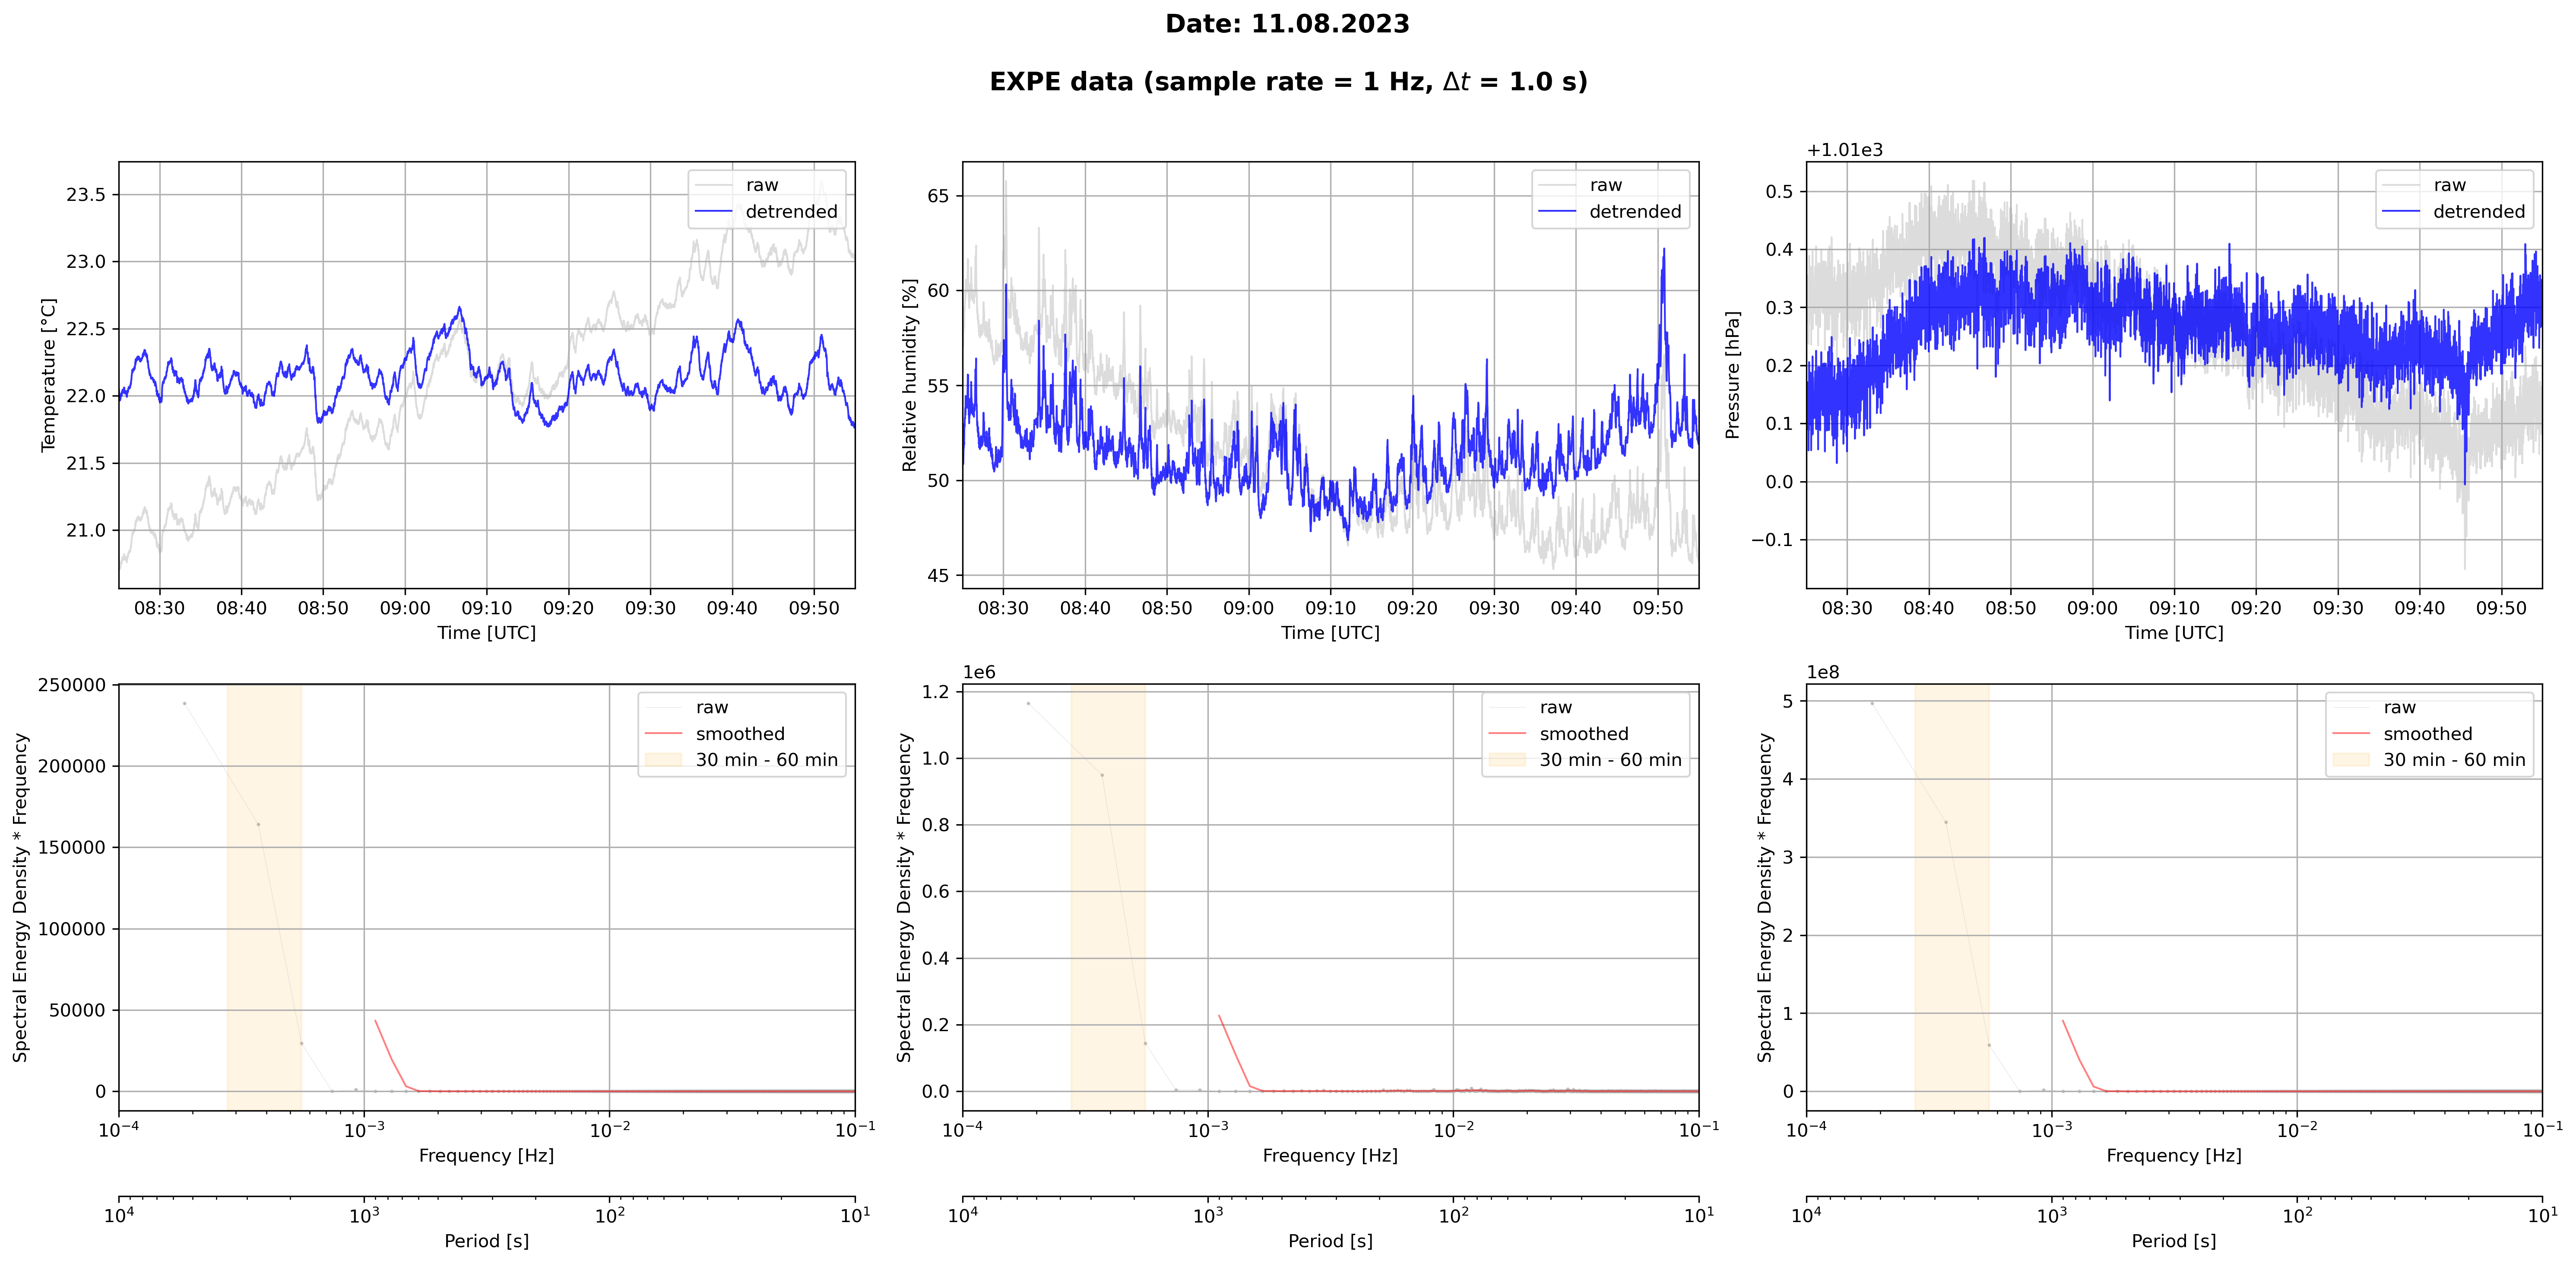 Date: 11.08.2023
EXPE data (sample rate = 1 Hz, Δt = 1.0 s)
Temperature [°C]
23.5
23.0
22.5
22.0
21.5
21.0
raw
detrended
08:30 08:40 08:50 09:00 09:10 09:20 09:30 09:40 09:50
Time [UTC]
Relative humidity [%]
65
60
55
50
45
raw
detrended
08:30 08:40 08:50 09:00 09:10 09:20 09:30 09:40 09:50
Time [UTC]
+1.01e3
Pressure [hPa]
0.5
0.4
0.3
0.2
0.1
0.0
−0.1
raw
detrended
08:30 08:40 08:50 09:00 09:10 09:20 09:30 09:40 09:50
Time [UTC]
Spectral Energy Density * Frequency
250000
200000
150000
100000
50000
0
raw
smoothed
30 min - 60 min
10⁻⁴ 10⁻³ 10⁻² 10⁻¹
Frequency [Hz]
10⁴ 10³ 10² 10¹
Period [s]
1e6
Spectral Energy Density * Frequency
1.2
1.0
0.8
0.6
0.4
0.2
0.0
raw
smoothed
30 min - 60 min
10⁻⁴ 10⁻³ 10⁻² 10⁻¹
Frequency [Hz]
10⁴ 10³ 10² 10¹
Period [s]
1e8
Spectral Energy Density * Frequency
5
4
3
2
1
0
raw
smoothed
30 min - 60 min
10⁻⁴ 10⁻³ 10⁻² 10⁻¹
Frequency [Hz]
10⁴ 10³ 10² 10¹
Period [s]